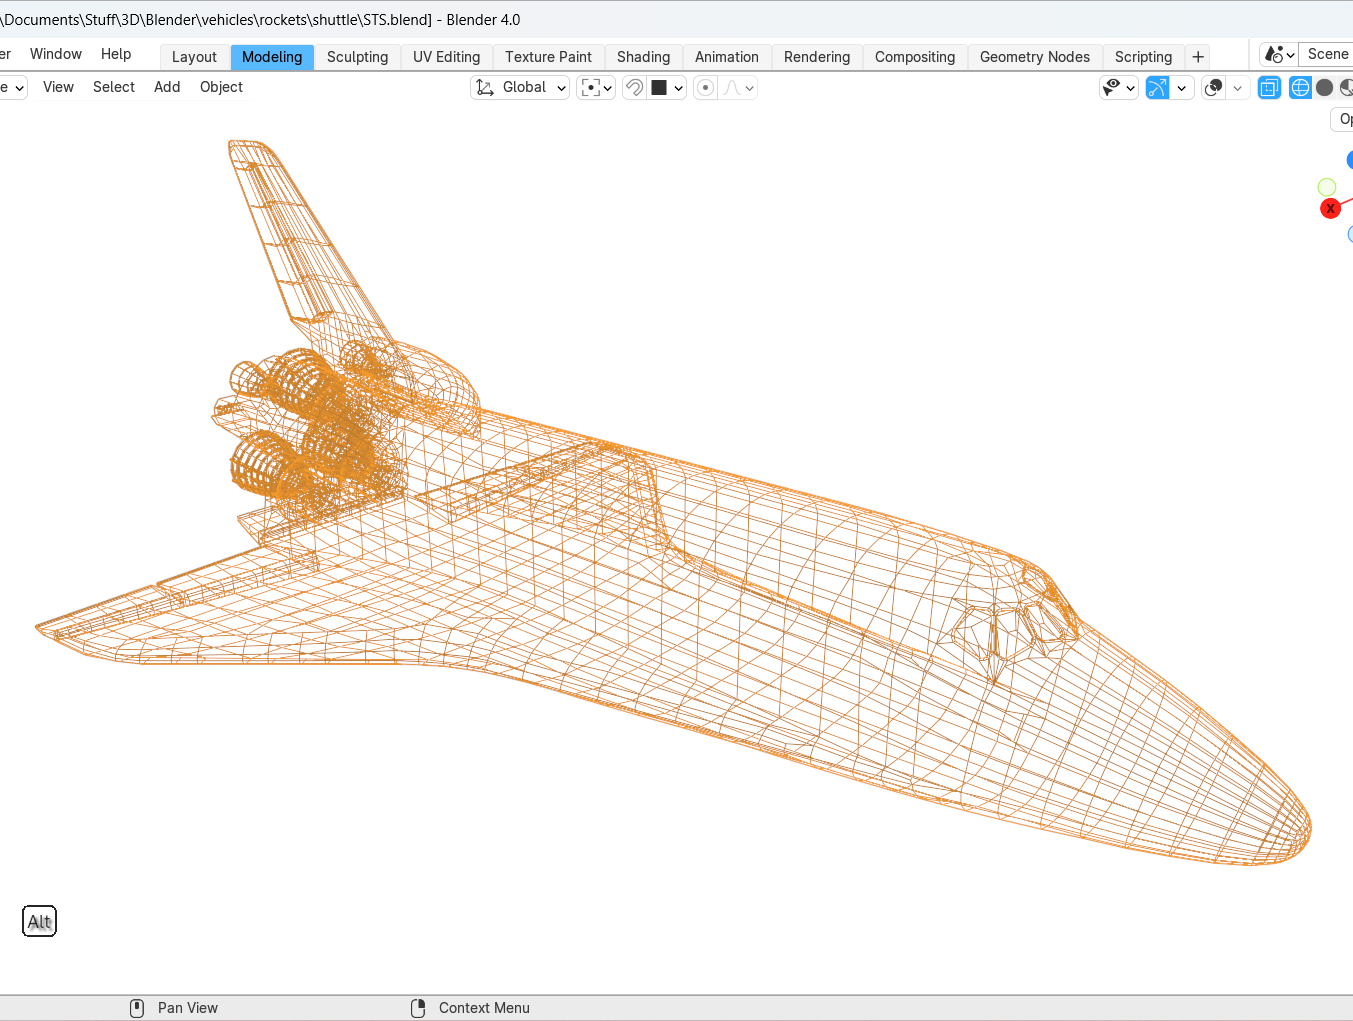 \Documents\Stuff\3D\Blender\vehicles\rockets\shuttle\STS.blend] - Blender 4.0
er Window Help Layout Modeling Sculpting UV Editing Texture Paint Shading Animation Rendering Compositing Geometry Nodes Scripting + Scene
e View Select Add Object Global
Op
X
Alt
Pan View Context Menu